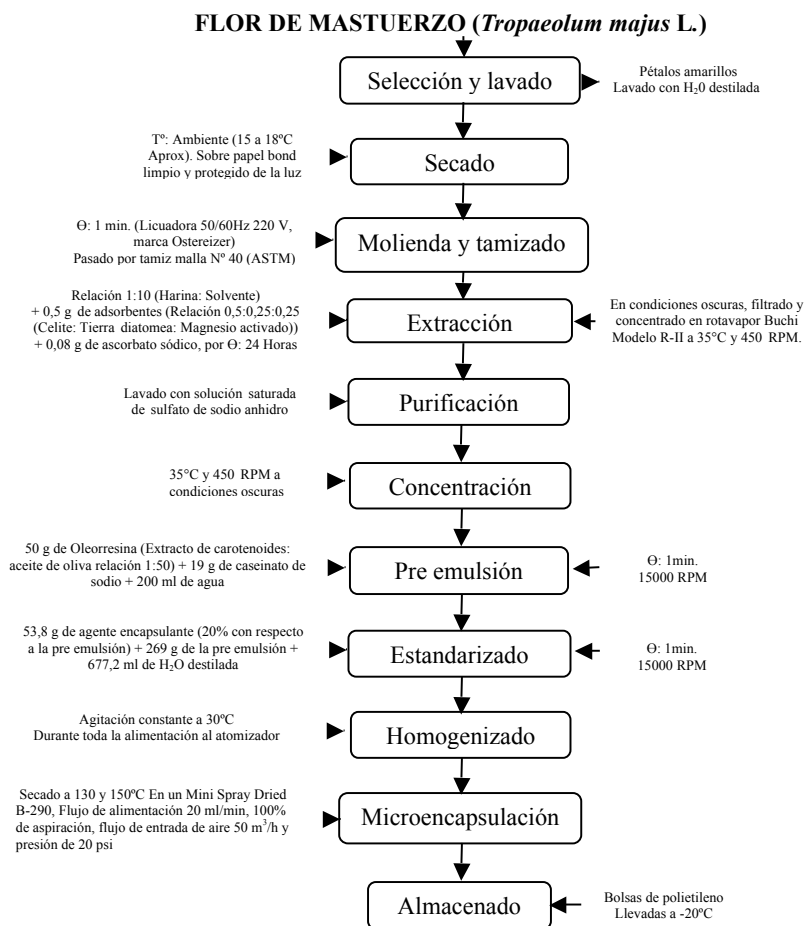 FLOR DE MASTUERZO (Tropaeolum majus L.)
Selección y lavado
Pétalos amarillos
Lavado con H₂0 destilada
Tº: Ambiente (15 a 18ºC
Aprox). Sobre papel bond
limpio y protegido de la luz
Secado
Ɵ: 1 min. (Licuadora 50/60Hz 220 V,
marca Ostereizer)
Pasado por tamiz malla Nº 40 (ASTM)
Molienda y tamizado
Relación 1:10 (Harina: Solvente)
+ 0,5 g de adsorbentes (Relación 0,5:0,25:0,25
(Celite: Tierra diatomea: Magnesio activado))
+ 0,08 g de ascorbato sódico, por Ɵ: 24 Horas
Extracción
En condiciones oscuras, filtrado y
concentrado en rotavapor Buchi
Modelo R-II a 35°C y 450 RPM.
Lavado con solución saturada
de sulfato de sodio anhidro
Purificación
35°C y 450 RPM a
condiciones oscuras
Concentración
50 g de Oleorresina (Extracto de carotenoides:
aceite de oliva relación 1:50) + 19 g de caseinato de
sodio + 200 ml de agua
Pre emulsión
Ɵ: 1min.
15000 RPM
53,8 g de agente encapsulante (20% con respecto
a la pre emulsión) + 269 g de la pre emulsión +
677,2 ml de H₂O destilada
Estandarizado
Ɵ: 1min.
15000 RPM
Agitación constante a 30ºC
Durante toda la alimentación al atomizador
Homogenizado
Secado a 130 y 150ºC En un Mini Spray Dried
B-290, Flujo de alimentación 20 ml/min, 100%
de aspiración, flujo de entrada de aire 50 m³/h y
presión de 20 psi
Microencapsulación
Almacenado
Bolsas de polietileno
Llevadas a -20ºC